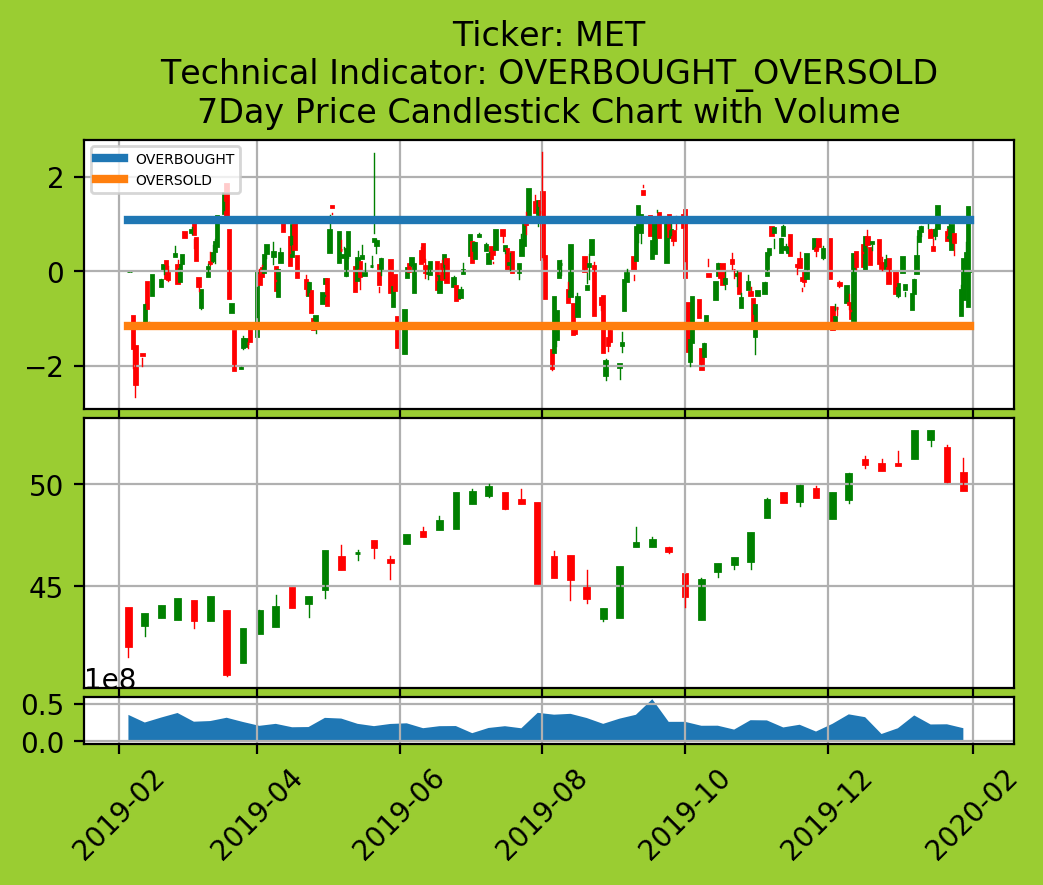 Ticker: MET
Technical Indicator: OVERBOUGHT_OVERSOLD
7Day Price Candlestick Chart with Volume
OVERBOUGHT
OVERSOLD
2
0
−2
50
45
1e8
0.5
0.0
2019-02
2019-04
2019-06
2019-08
2019-10
2019-12
2020-02